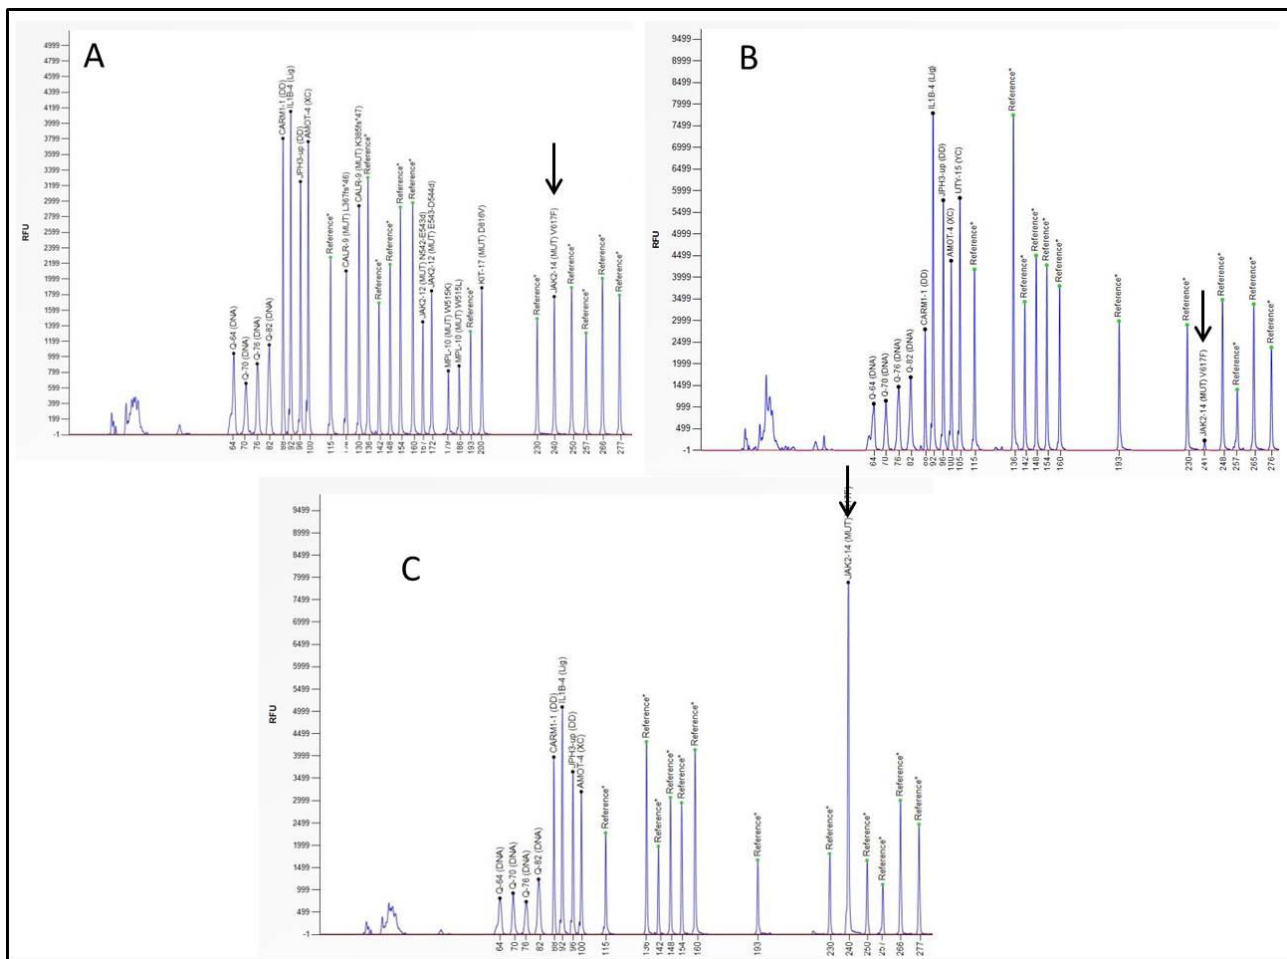 A
4999
4799
4599
4399
4199
3999
3799
3599
3399
3199
2999
2799
2599
2399
2199
1999
1799
1599
1399
1199
999
799
599
399
199
-1
RFU
Q-64 (DNA)
Q-70 (DNA)
Q-76 (DNA)
Q-82 (DNA)
CARM1-1 (DD)
IL1B-4 (Lig)
JPH3-up (DD)
AMOT-4 (XC)
Reference*
CALR-9 (MUT) L367fs*46)
CALR-9 (MUT) K385fs*47)
Reference*
Reference*
Reference*
Reference*
Reference*
JAK2-12 (MUT) N542-E543d)
JAK2-12 (MUT) E543-D544d)
MPL-10 (MUT) W515K)
MPL-10 (MUT) W515L)
Reference*
KIT-17 (MUT) D816V)
Reference*
JAK2-14 (MUT) V617F)
Reference*
Reference*
Reference*
Reference*
64 70 76 82 88 92 96 100 115 130 136 142 148 154 160 172 186 193 200 230 240 250 257 266 277
B
9499
8999
8499
7999
7499
6999
6499
5999
5499
4999
4499
3999
3499
2999
2499
1999
1499
999
499
-1
RFU
Q-64 (DNA)
Q-70 (DNA)
Q-76 (DNA)
Q-82 (DNA)
CARM1-1 (DD)
IL1B-4 (Lig)
JPH3-up (DD)
AMOT-4 (XC)
UTY-15 (YC)
Reference*
Reference*
Reference*
Reference*
Reference*
Reference*
Reference*
Reference*
JAK2-14 (MUT) V617F)
Reference*
Reference*
Reference*
Reference*
64 70 76 82 92 96 100 105 115 136 142 148 154 160 193 230 241 248 257 265 276
C
9499
8999
8499
7999
7499
6999
6499
5999
5499
4999
4499
3999
3499
2999
2499
1999
1499
999
499
-1
RFU
Q-64 (DNA)
Q-70 (DNA)
Q-76 (DNA)
Q-82 (DNA)
CARM1-1 (DD)
IL1B-4 (Lig)
JPH3-up (DD)
AMOT-4 (XC)
Reference*
Reference*
Reference*
Reference*
Reference*
Reference*
Reference*
Reference*
JAK2-14 (MUT)
Reference*
Reference*
Reference*
Reference*
64 70 76 82 88 92 96 100 115 136 142 148 154 160 193 230 240 250 257 266 277